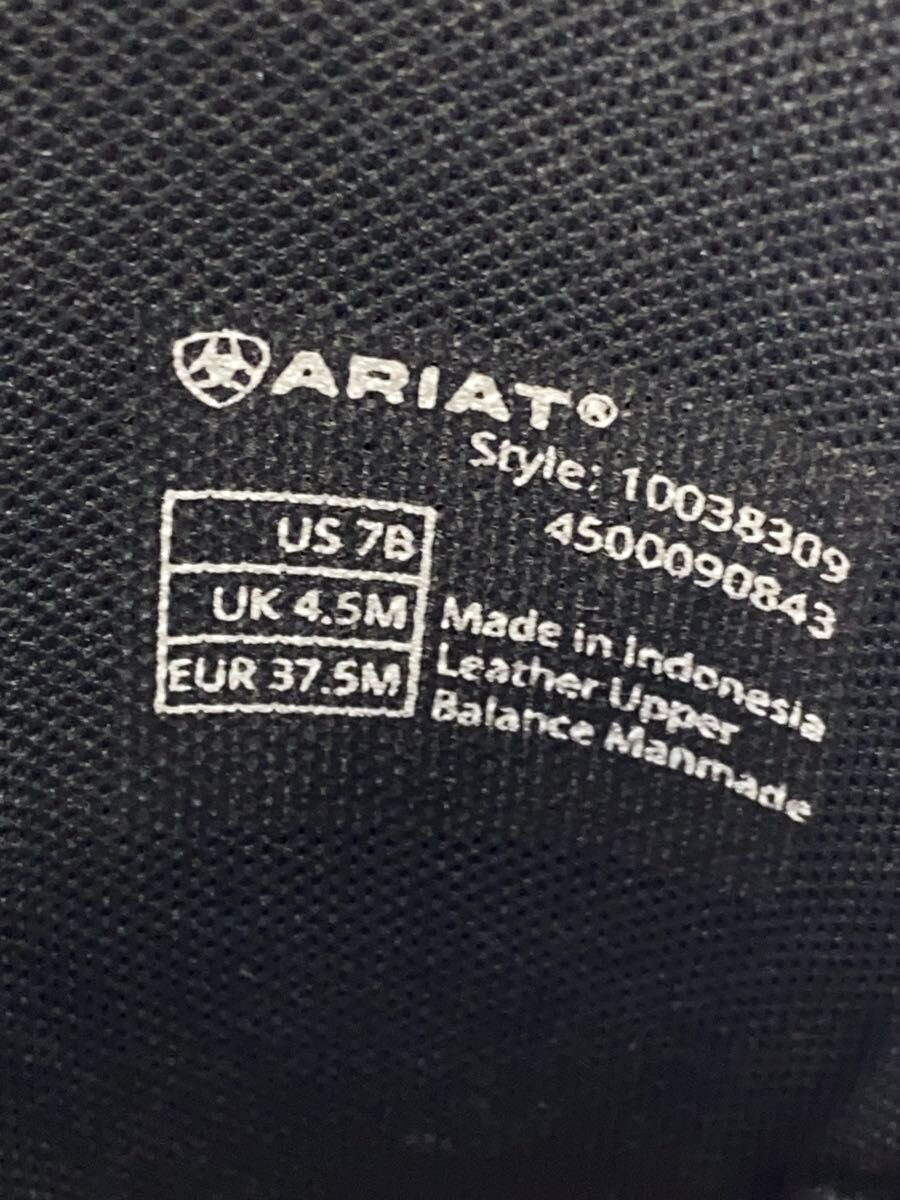 ARIAT®
Style: 10038309
4500090843
US 7B
UK 4.5M
EUR 37.5M
Made in Indonesia
Leather Upper
Balance Manmade